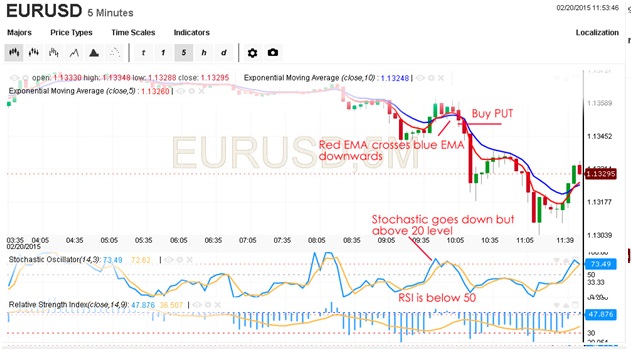 EURUSD 5 Minutes
02/20/2015 11:53:46
Majors Price Types Time Scales Indicators Localization
t 1 5 h d
open: 1.13330 high: 1.13348 low: 1.13288 close: 1.13295 Exponential Moving Average (close,10) 1.13248
Exponential Moving Average (close,5) 1.13260
1.13589
Buy PUT
1.13452
Red EMA crosses blue EMA
downwards
EURUSD,5M
1.13295
1.13177
Stochastic goes down but
above 20 level
1.13039
03:35 04:05 04:35 05:05 05:35 06:05 06:35 07:05 07:35 08:05 08:35 09:05 09:35 10:05 10:35 11:05 11:39
02/20/2015
Stochastic Oscillator(14,3) 73.49 74.62
73.49
50
33.33
RSI is below 50
Relative Strength Index(close,14,9) 47.876 36.507
47.876
30